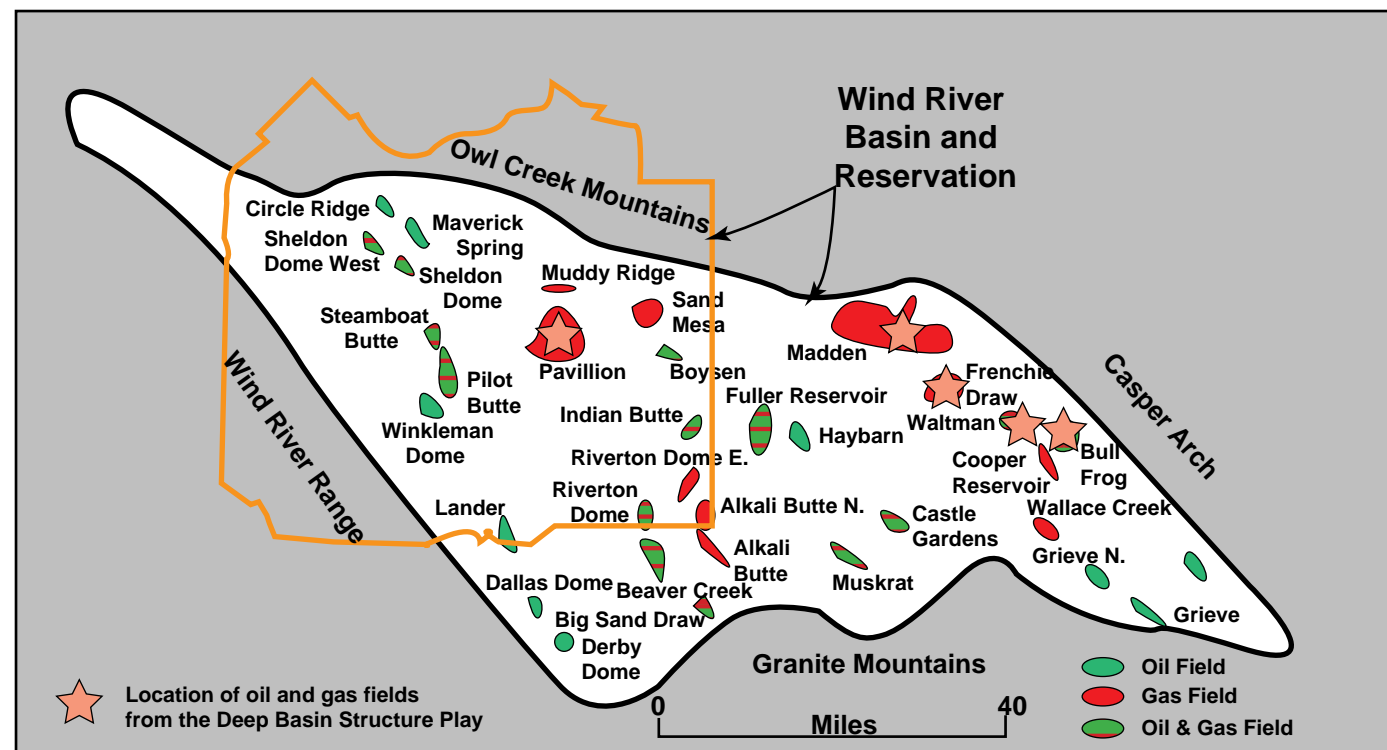 Wind River
Basin and
Reservation
Owl Creek Mountains
Circle Ridge
Maverick
Spring
Sheldon
Dome West
Sheldon
Dome
Muddy Ridge
Sand
Mesa
Steamboat
Butte
Madden
Pavillion
Boysen
Frenchie
Draw
Casper Arch
Wind River Range
Pilot
Butte
Fuller Reservoir
Waltman
Indian Butte
Haybarn
Winkleman
Dome
Bull
Frog
Cooper
Reservoir
Riverton Dome E.
Riverton
Dome
Lander
Alkali Butte N.
Castle
Gardens
Wallace Creek
Alkali
Butte
Grieve N.
Muskrat
Dallas Dome
Beaver Creek
Big Sand Draw
Grieve
Derby
Dome
Granite Mountains
Oil Field
Gas Field
Oil & Gas Field
Location of oil and gas fields
from the Deep Basin Structure Play
0 40
Miles